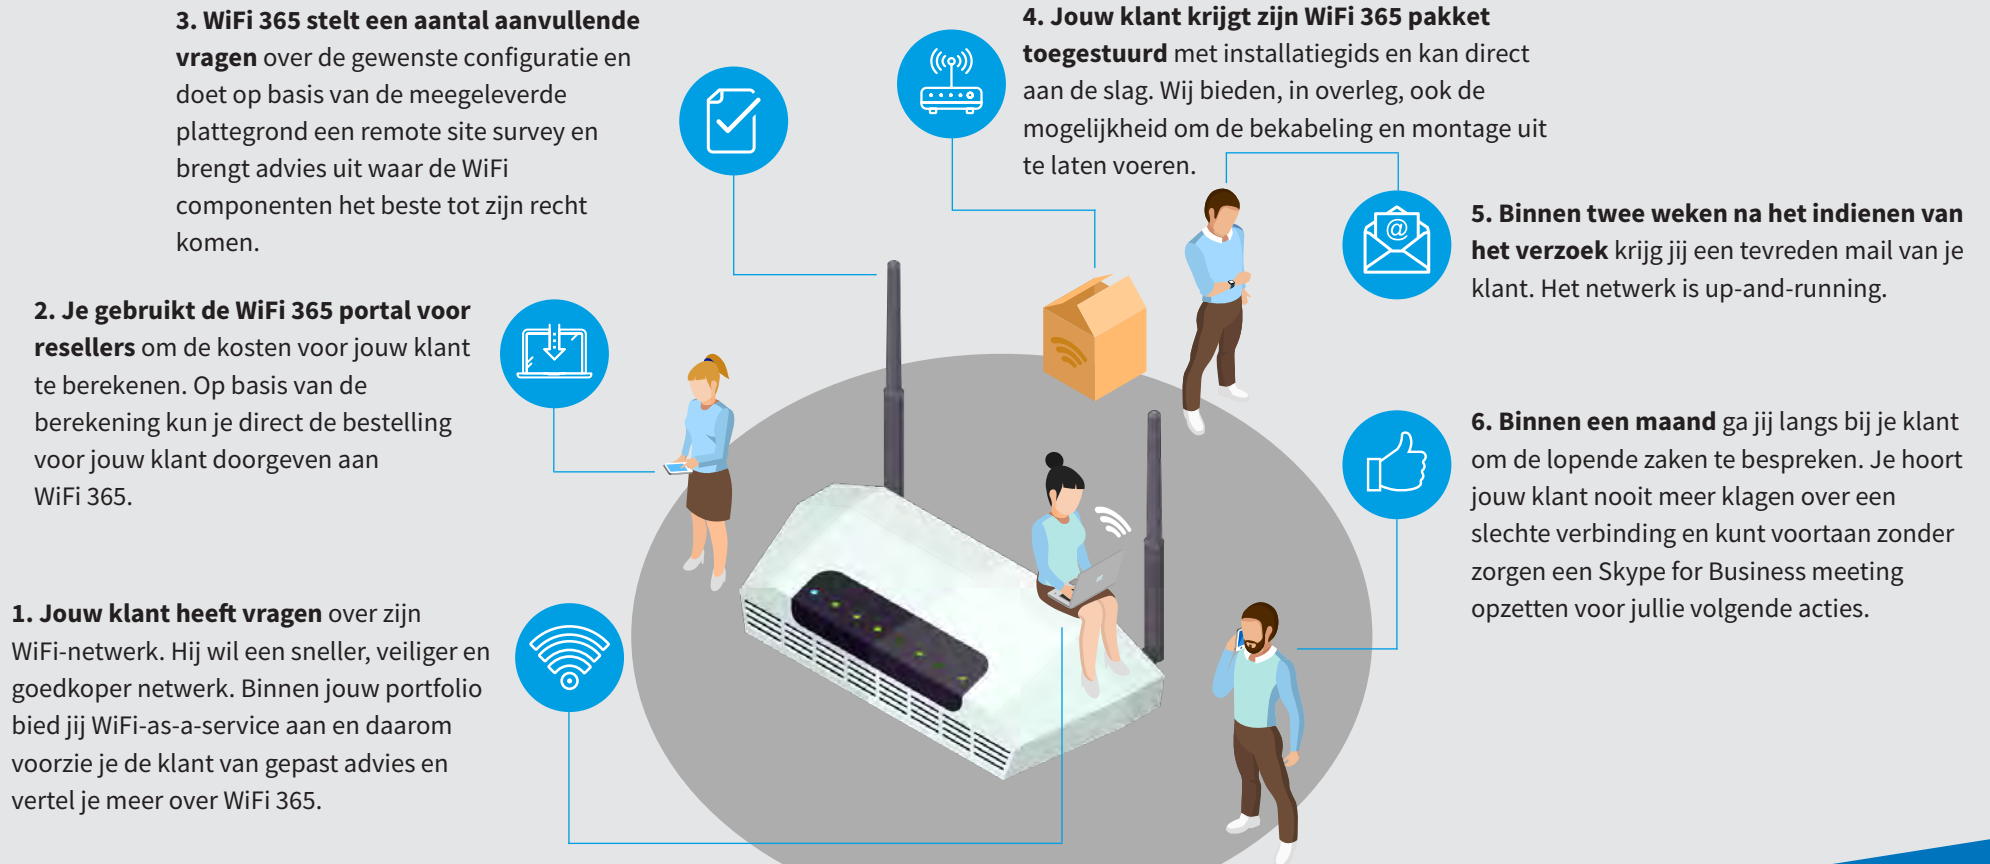 1. Jouw klant heeft vragen over zijn
WiFi-netwerk. Hij wil een sneller, veiliger en
goedkoper netwerk. Binnen jouw portfolio
bied jij WiFi-as-a-service aan en daarom
voorzie je de klant van gepast advies en
vertel je meer over WiFi 365.
2. Je gebruikt de WiFi 365 portal voor
resellers om de kosten voor jouw klant
te berekenen. Op basis van de
berekening kun je direct de bestelling
voor jouw klant doorgeven aan
WiFi 365.
3. WiFi 365 stelt een aantal aanvullende
vragen over de gewenste configuratie en
doet op basis van de meegeleverde
plattegrond een remote site survey en
brengt advies uit waar de WiFi
componenten het beste tot zijn recht
komen.
4. Jouw klant krijgt zijn WiFi 365 pakket
toegestuurd met installatiegids en kan direct
aan de slag. Wij bieden, in overleg, ook de
mogelijkheid om de bekabeling en montage uit
te laten voeren.
@
5. Binnen twee weken na het indienen van
het verzoek krijg jij een tevreden mail van je
klant. Het netwerk is up-and-running.
6. Binnen een maand ga jij langs bij je klant
om de lopende zaken te bespreken. Je hoort
jouw klant nooit meer klagen over een
slechte verbinding en kunt voortaan zonder
zorgen een Skype for Business meeting
opzetten voor jullie volgende acties.